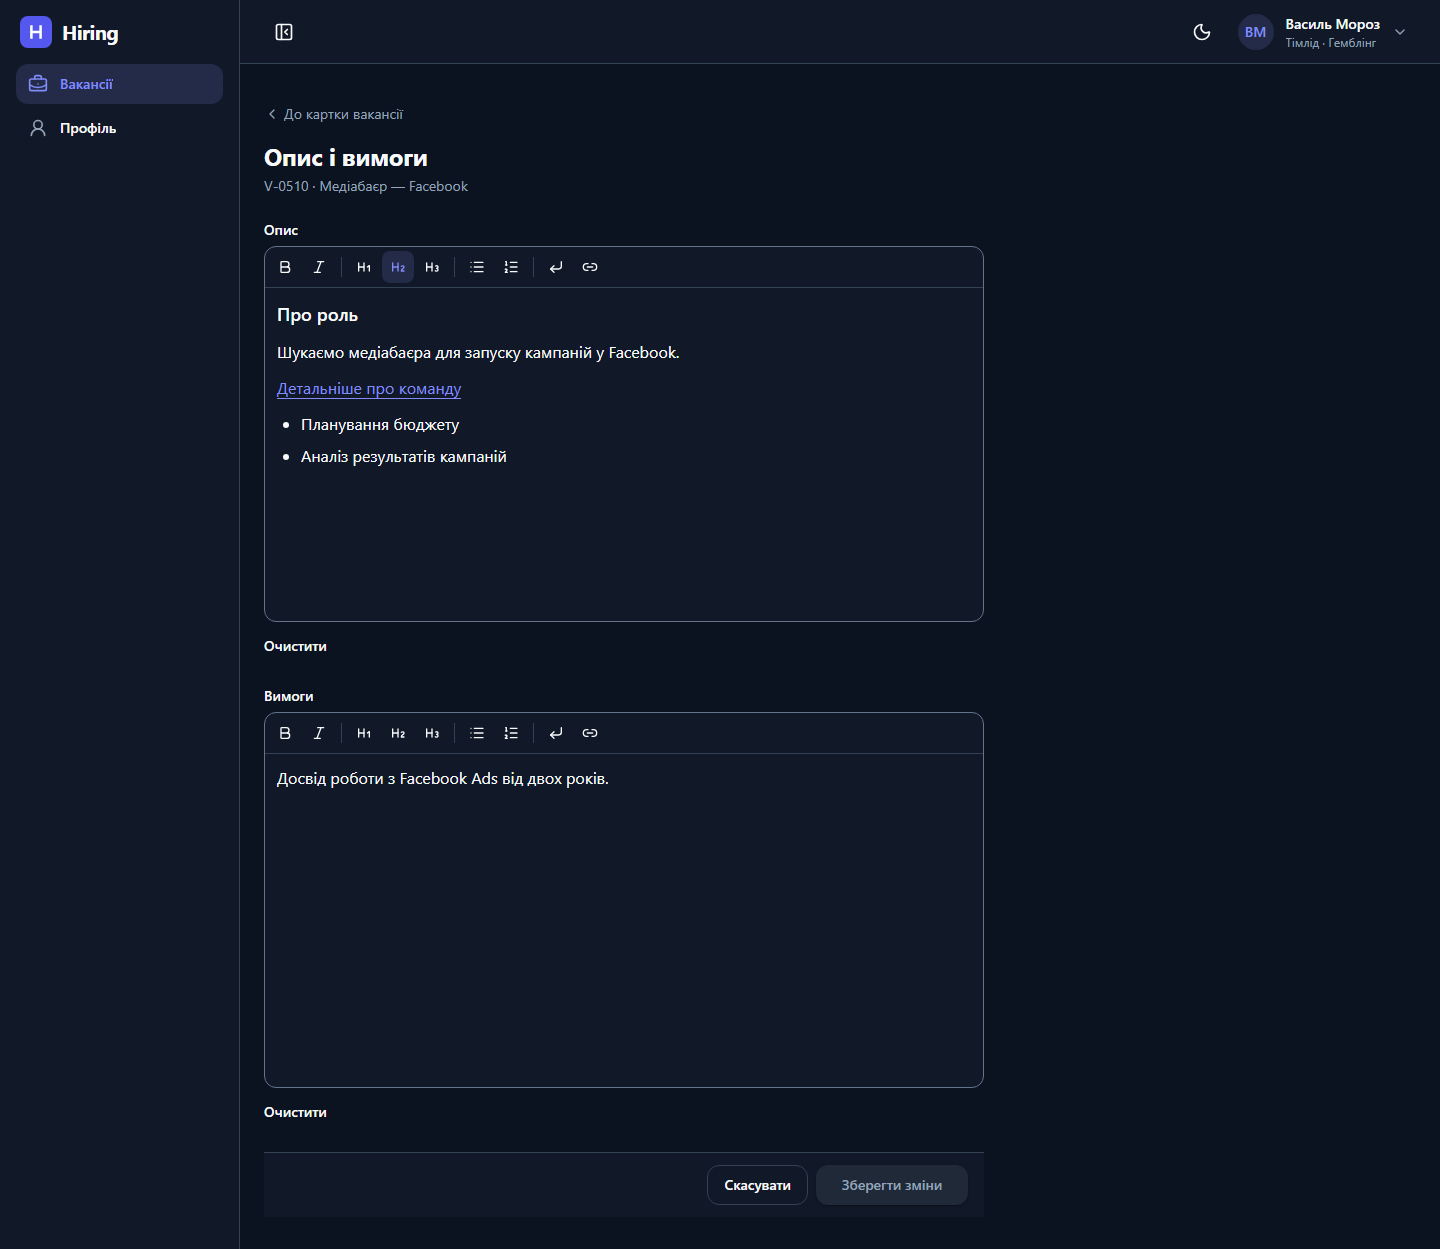 H Hiring
Вакансії
Профіль
ВМ
Василь Мороз
Тімлід · Гемблінг
До картки вакансії
Опис і вимоги
V-0510 · Медіабаєр — Facebook
Опис
B I H1 H2 H3
Про роль
Шукаємо медіабаєра для запуску кампаній у Facebook.
Детальніше про команду
• Планування бюджету
• Аналіз результатів кампаній
Очистити
Вимоги
B I H1 H2 H3
Досвід роботи з Facebook Ads від двох років.
Очистити
Скасувати
Зберегти зміни